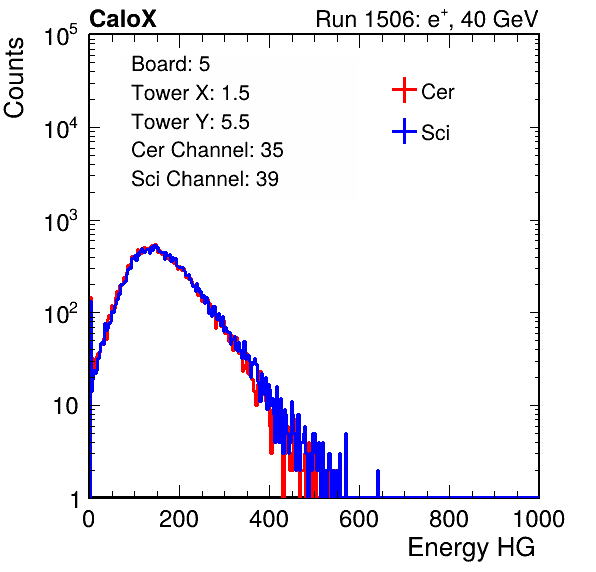 CaloX Run 1506: e⁺, 40 GeV
Board: 5
Tower X: 1.5
Tower Y: 5.5
Cer Channel: 35
Sci Channel: 39
Cer
Sci
Counts
10⁵
10⁴
10³
10²
10
1
0 200 400 600 800 1000
Energy HG